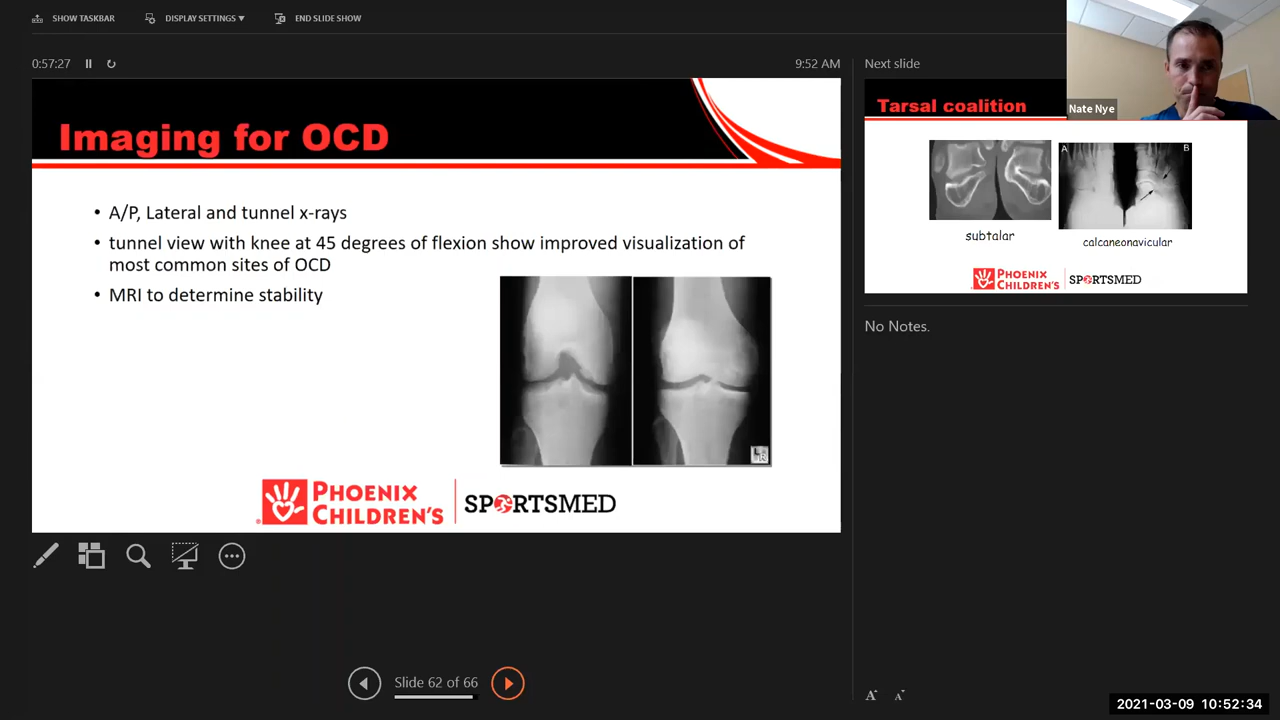 SHOW TASKBAR
DISPLAY SETTINGS ▼
END SLIDE SHOW
0:57:27
9:52 AM
Imaging for OCD
• A/P, Lateral and tunnel x-rays
• tunnel view with knee at 45 degrees of flexion show improved visualization of
most common sites of OCD
• MRI to determine stability
PHOENIX
CHILDREN'S
SPORTSMED
Slide 62 of 66
Next slide
Nate Nye
Tarsal coalition
A
B
subtalar
calcaneonavicular
PHOENIX
CHILDREN'S
SPORTSMED
No Notes.
A
A
2021-03-09 10:52:34